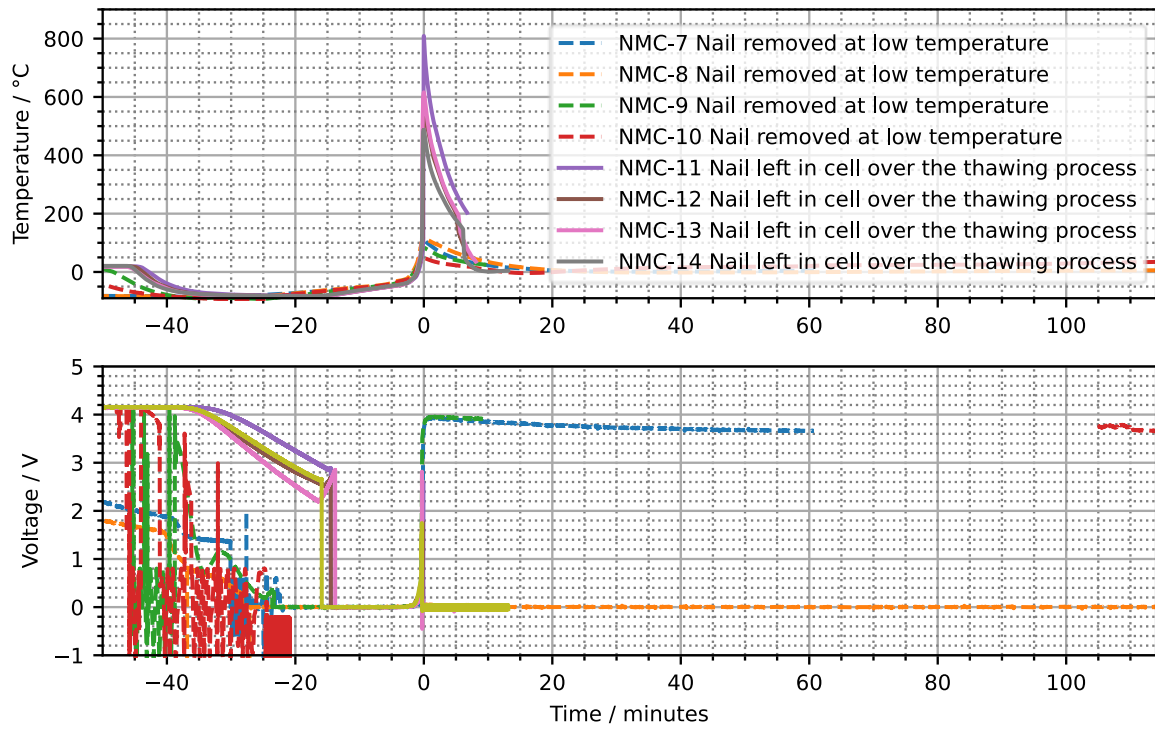 Temperature / °C
800
600
400
200
0
NMC-7 Nail removed at low temperature
NMC-8 Nail removed at low temperature
NMC-9 Nail removed at low temperature
NMC-10 Nail removed at low temperature
NMC-11 Nail left in cell over the thawing process
NMC-12 Nail left in cell over the thawing process
NMC-13 Nail left in cell over the thawing process
NMC-14 Nail left in cell over the thawing process
−40 −20 0 20 40 60 80 100
Voltage / V
5
4
3
2
1
0
−1
−40 −20 0 20 40 60 80 100
Time / minutes